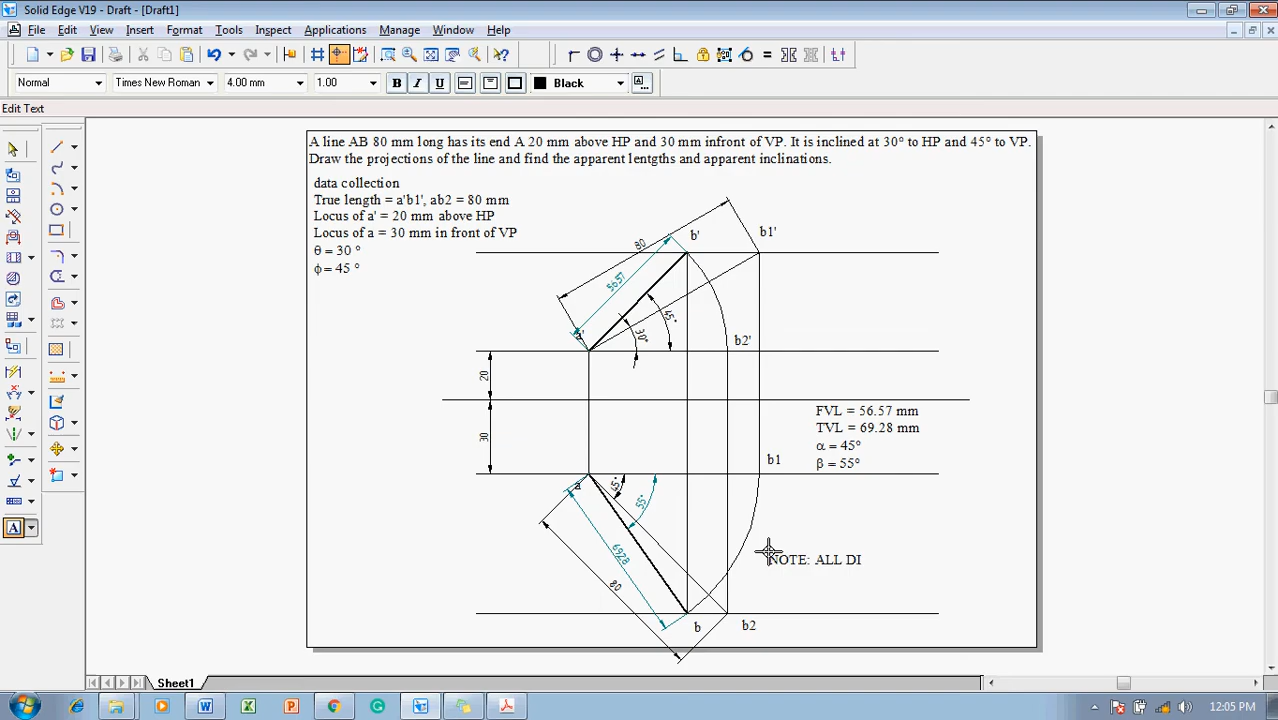 Solid Edge V19 - Draft - [Draft1]
File Edit View Insert Format Tools Inspect Applications Manage Window Help
Normal Times New Roman 4.00 mm 1.00 B I U Black A
Edit Text
A line AB 80 mm long has its end A 20 mm above HP and 30 mm infront of VP. It is inclined at 30° to HP and 45° to VP.
Draw the projections of the line and find the apparent lentgths and apparent inclinations.
data collection
True length = a'b1', ab2 = 80 mm
Locus of a' = 20 mm above HP
Locus of a = 30 mm in front of VP
θ = 30 °
ϕ = 45 °
b'
b1'
80
56.57
a'
30°
45°
b2'
20
30
FVL = 56.57 mm
TVL = 69.28 mm
α = 45°
β = 55°
b1
a
45°
55°
69.28
80
NOTE: ALL DI
b
b2
A
Sheet1
12:05 PM